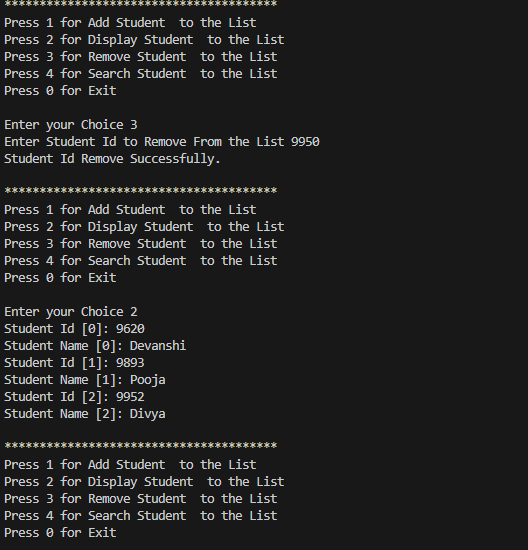 ***************************************
Press 1 for Add Student  to the List
Press 2 for Display Student  to the List
Press 3 for Remove Student  to the List
Press 4 for Search Student  to the List
Press 0 for Exit
Enter your Choice 3
Enter Student Id to Remove From the List 9950
Student Id Remove Successfully.
***************************************
Press 1 for Add Student  to the List
Press 2 for Display Student  to the List
Press 3 for Remove Student  to the List
Press 4 for Search Student  to the List
Press 0 for Exit
Enter your Choice 2
Student Id [0]: 9620
Student Name [0]: Devanshi
Student Id [1]: 9893
Student Name [1]: Pooja
Student Id [2]: 9952
Student Name [2]: Divya
***************************************
Press 1 for Add Student  to the List
Press 2 for Display Student  to the List
Press 3 for Remove Student  to the List
Press 4 for Search Student  to the List
Press 0 for Exit